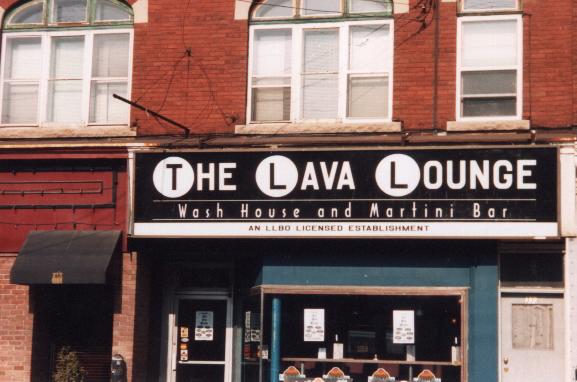 THE LAVA LOUNGE
Wash House and Martini Bar
AN LLBO LICENSED ESTABLISHMENT